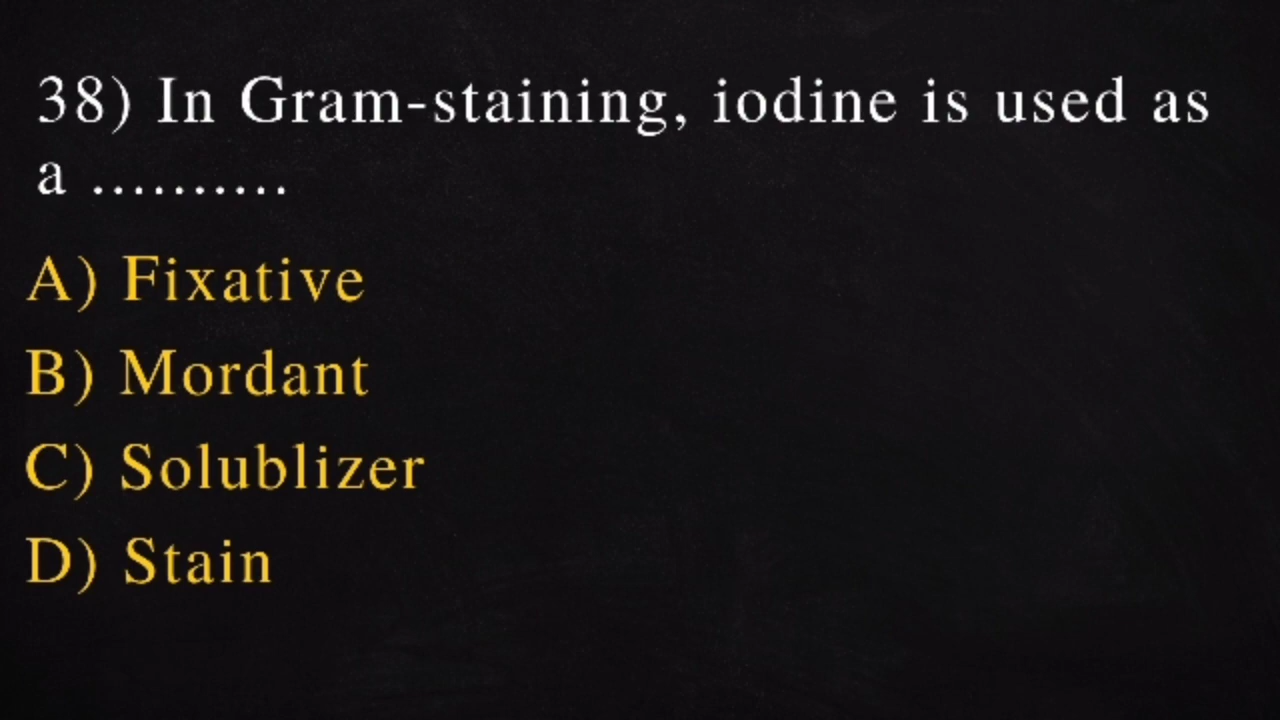 38) In Gram-staining, iodine is used as
a ..........
A) Fixative
B) Mordant
C) Solublizer
D) Stain